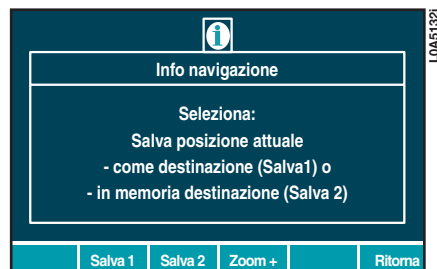 i
Info navigazione
Seleziona:
Salva posizione attuale
- come destinazione (Salva1) o
- in memoria destinazione (Salva 2)
Salva 1 Salva 2 Zoom + Ritorna
L0A5132i